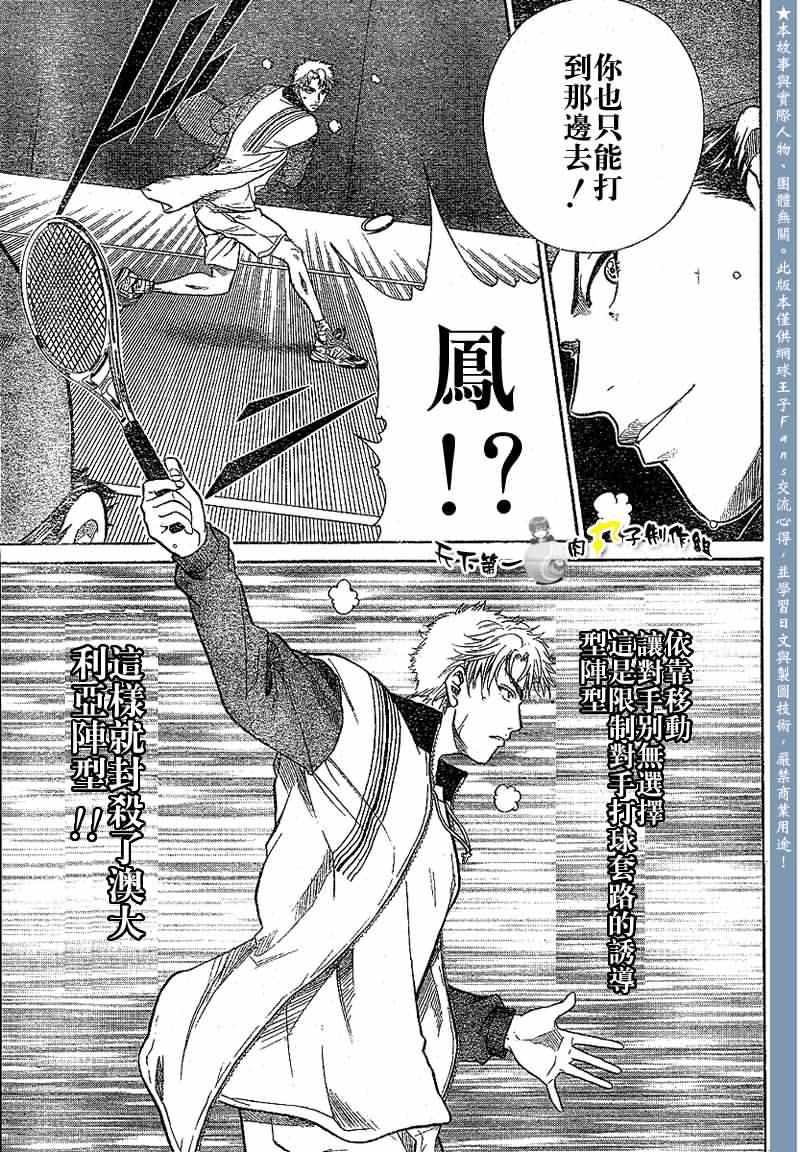 你也只能打
到那邊去！
鳳！？
天下第一
肉丸子制作組
依靠移動
讓對手別無選擇
這是限制對手打球套路的誘導
型陣型
這樣就封殺了澳大
利亞陣型！！
★本故事與實際人物、團體無關。此版本僅供網球王子Fans交流心得，並學習日文與製圖技術，嚴禁商業用途！